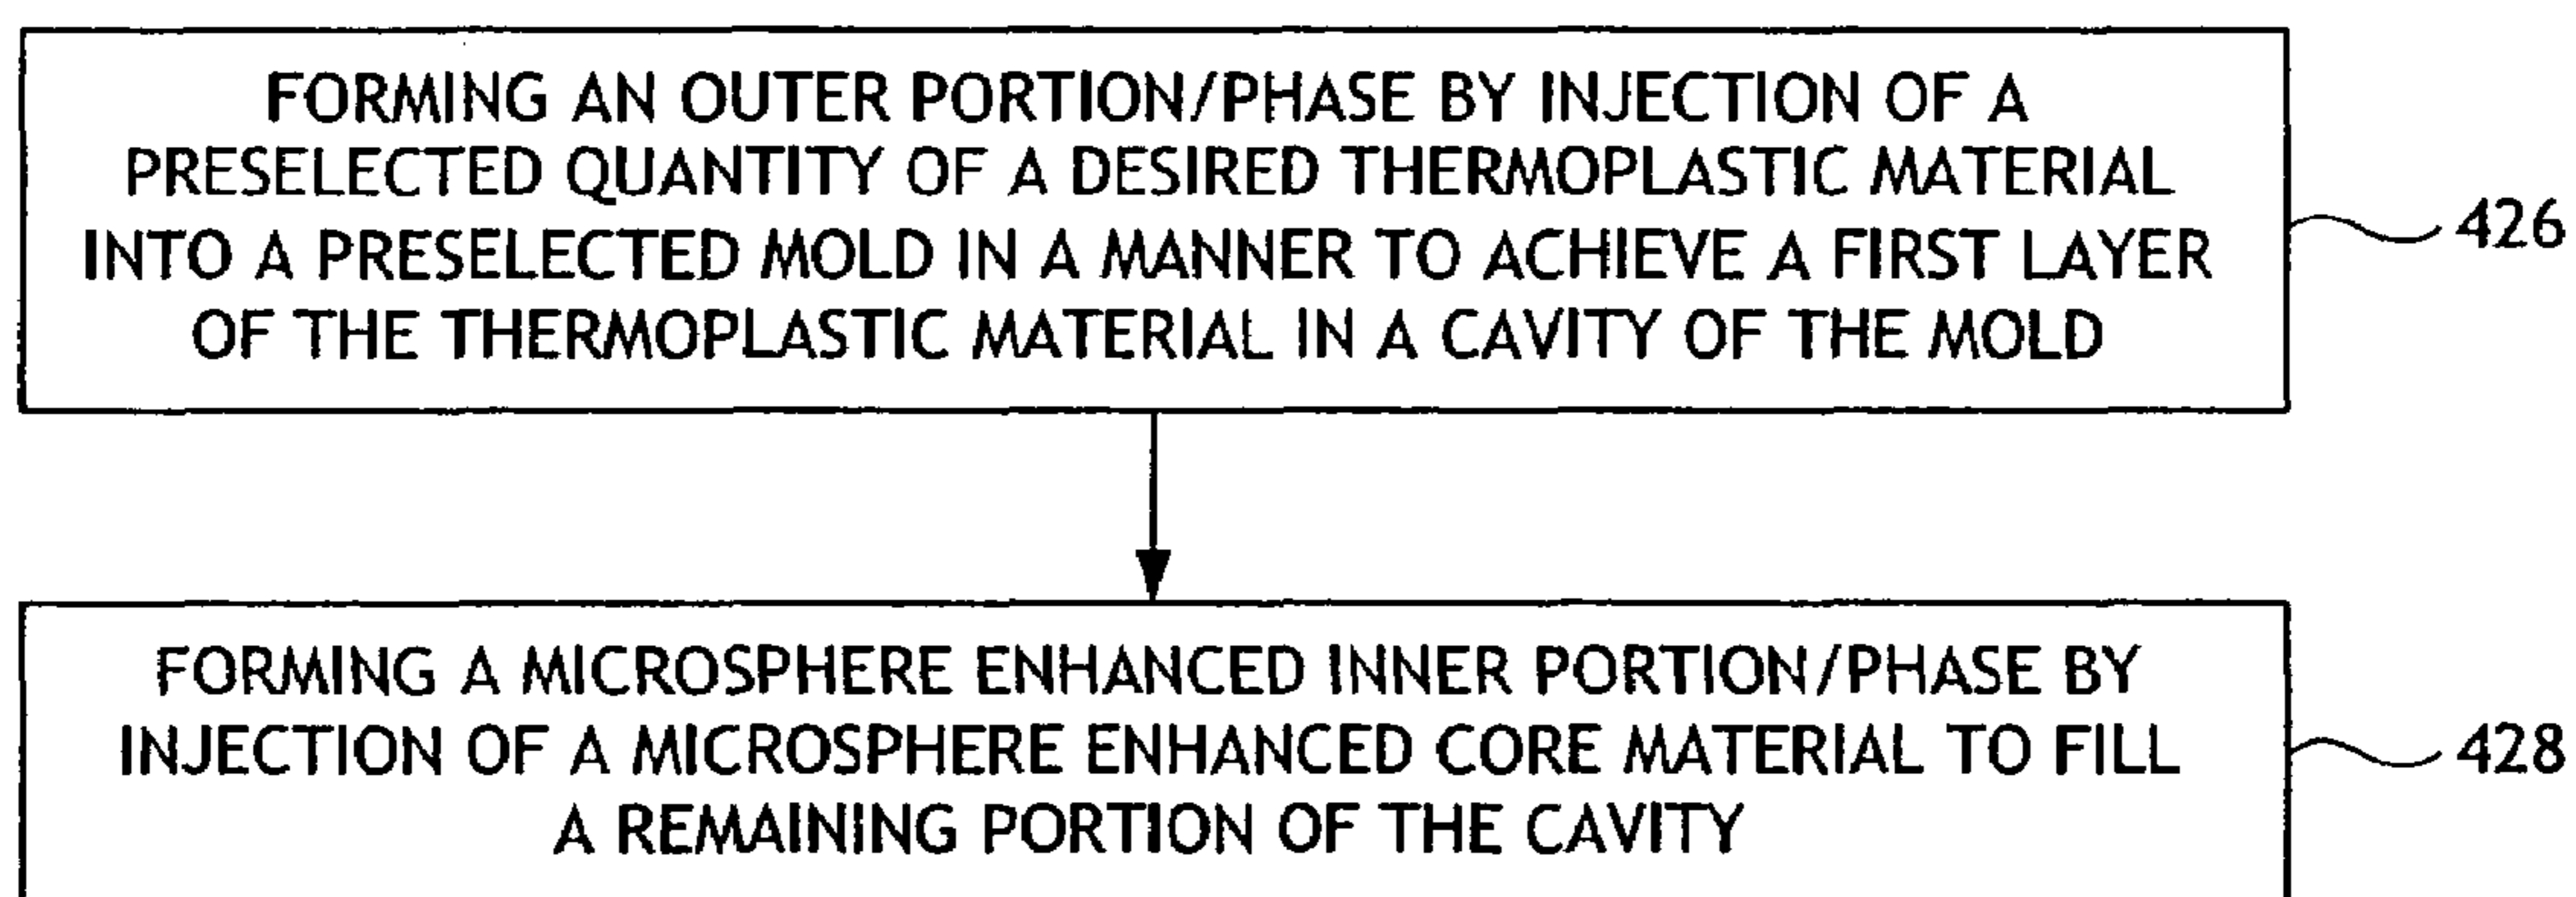 FORMING AN OUTER PORTION/PHASE BY INJECTION OF A
PRESELECTED QUANTITY OF A DESIRED THERMOPLASTIC MATERIAL
INTO A PRESELECTED MOLD IN A MANNER TO ACHIEVE A FIRST LAYER
OF THE THERMOPLASTIC MATERIAL IN A CAVITY OF THE MOLD
426
FORMING A MICROSPHERE ENHANCED INNER PORTION/PHASE BY
INJECTION OF A MICROSPHERE ENHANCED CORE MATERIAL TO FILL
A REMAINING PORTION OF THE CAVITY
428